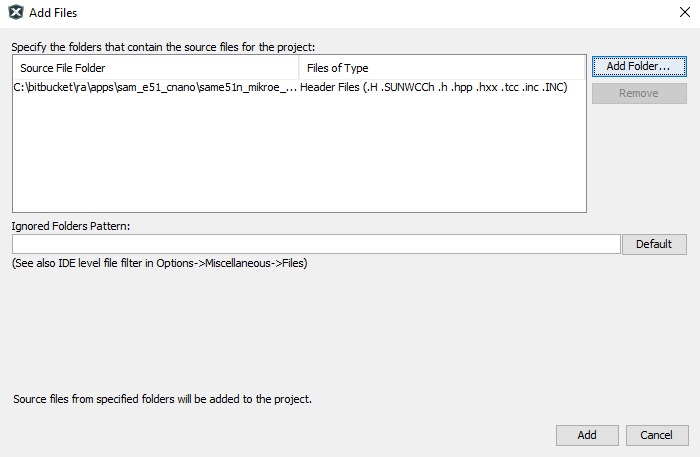 Add Files
Specify the folders that contain the source files for the project:
Source File Folder Files of Type
Add Folder...
C:\bitbucket\ra\apps\sam_e51_cnano\same51n_mikroe_... Header Files (.H .SUNWCCh .h .hpp .hxx .tcc .inc .INC)
Remove
Ignored Folders Pattern:
Default
(See also IDE level file filter in Options->Miscellaneous->Files)
Source files from specified folders will be added to the project.
Add Cancel